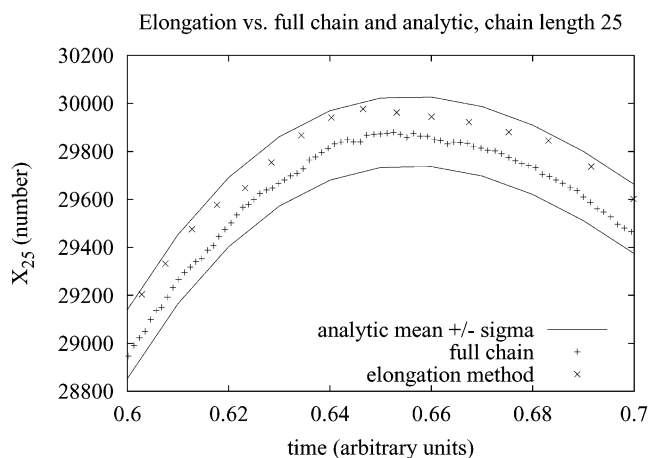 Elongation vs. full chain and analytic, chain length 25
30200
30000
29800
29600
29400
29200
29000
28800
X25 (number)
analytic mean +/- sigma
full chain
elongation method
0.6 0.62 0.64 0.66 0.68 0.7
time (arbitrary units)